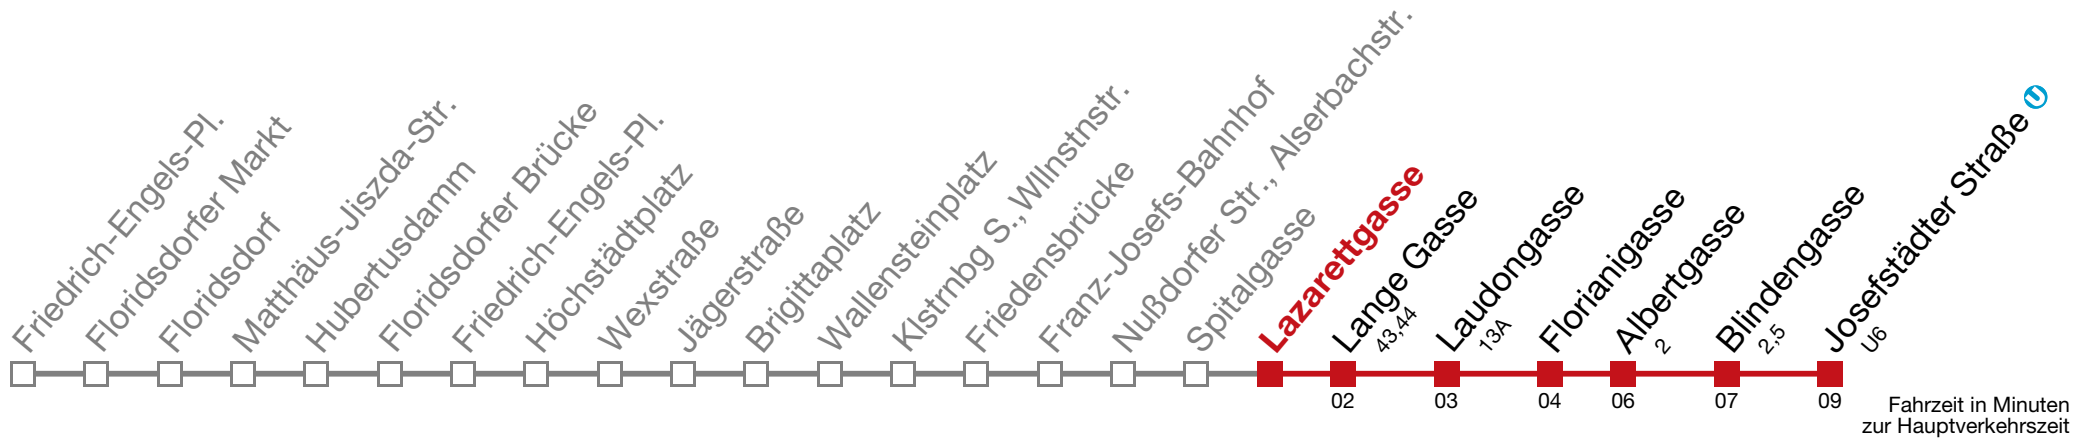 Friedrich-Engels-Pl.
Floridsdorfer Markt
Floridsdorf
Matthäus-Jiszda-Str.
Hubertusdamm
Floridsdorfer Brücke
Friedrich-Engels-Pl.
Höchstädtplatz
Wexstraße
Jägerstraße
Brigittaplatz
Wallensteinplatz
Klstrnbg S., Wllnstnstr.
Friedensbrücke
Franz-Josefs-Bahnhof
Nußdorfer Str., Alserbachstr.
Spitalgasse
Lazarettgasse
Lange Gasse
43,44
Laudongasse
13A
Florianigasse
Albertgasse
2
Blindengasse
2,5
Josefstädter Straße U
U6
02 03 04 06 07 09
Fahrzeit in Minuten
zur Hauptverkehrszeit